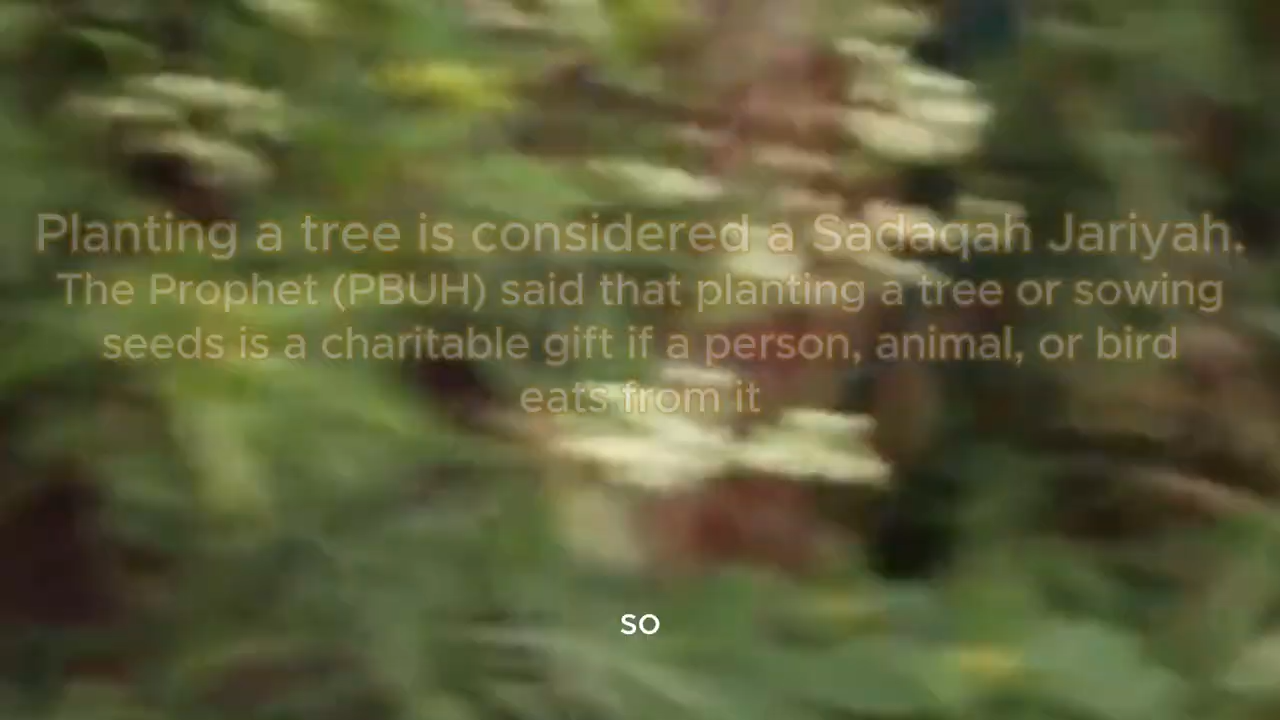 Planting a tree is considered a Sadaqah Jariyah.
The Prophet (PBUH) said that planting a tree or sowing
seeds is a charitable gift if a person, animal, or bird
eats from it
so